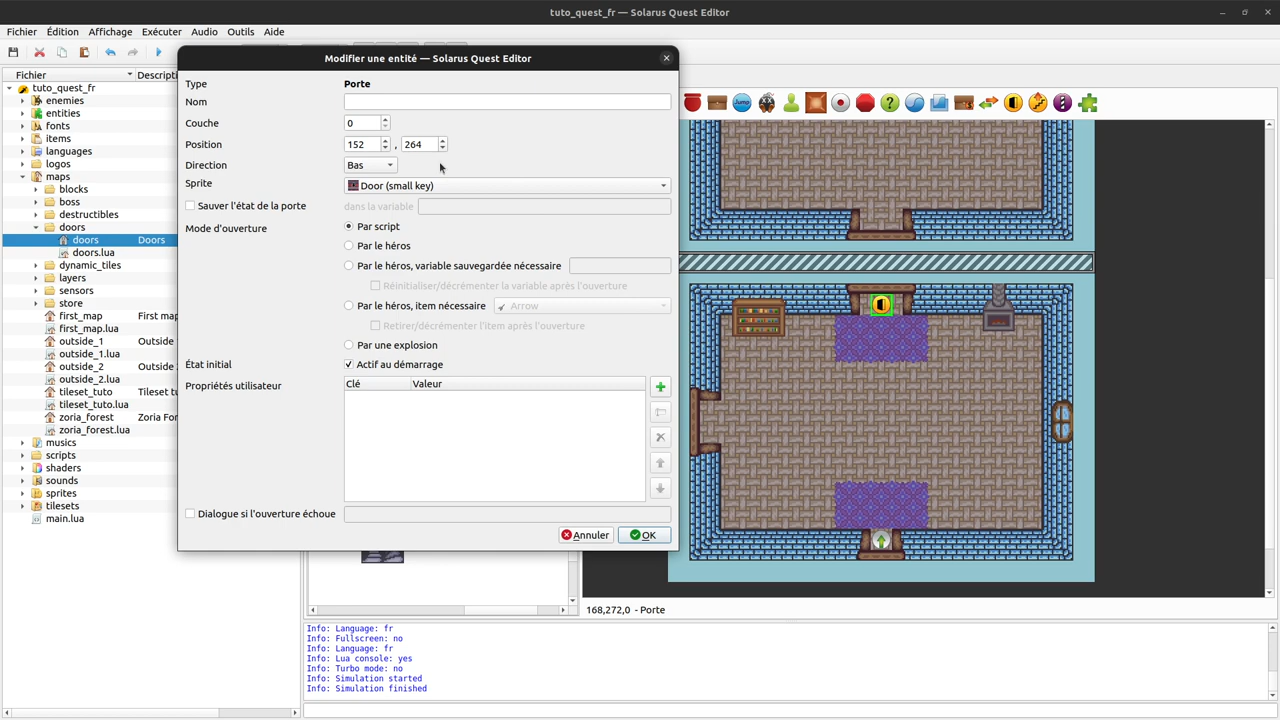 tuto_quest_fr — Solarus Quest Editor
Fichier Édition Affichage Exécuter Audio Outils Aide
Fichier Descripti
tuto_quest_fr
enemies
entities
fonts
items
languages
logos
maps
blocks
boss
destructibles
doors
doors Doors
doors.lua
dynamic_tiles
layers
sensors
store
first_map First map
first_map.lua
outside_1 Outside
outside_1.lua
outside_2 Outside
outside_2.lua
tileset_tuto Tileset tu
tileset_tuto.lua
zoria_forest Zoria For
zoria_forest.lua
musics
scripts
shaders
sounds
sprites
tilesets
main.lua
Modifier une entité — Solarus Quest Editor
Type Porte
Nom
Couche 0
Position 152 , 264
Direction Bas
Sprite Door (small key)
Sauver l'état de la porte dans la variable
Mode d'ouverture Par script
Par le héros
Par le héros, variable sauvegardée nécessaire
Réinitialiser/décrémenter la variable après l'ouverture
Par le héros, item nécessaire Arrow
Retirer/décrémenter l'item après l'ouverture
Par une explosion
État initial Actif au démarrage
Propriétés utilisateur Clé Valeur
Dialogue si l'ouverture échoue
Annuler OK
Jump
168,272,0 - Porte
Info: Language: fr
Info: Fullscreen: no
Info: Language: fr
Info: Lua console: yes
Info: Turbo mode: no
Info: Simulation started
Info: Simulation finished